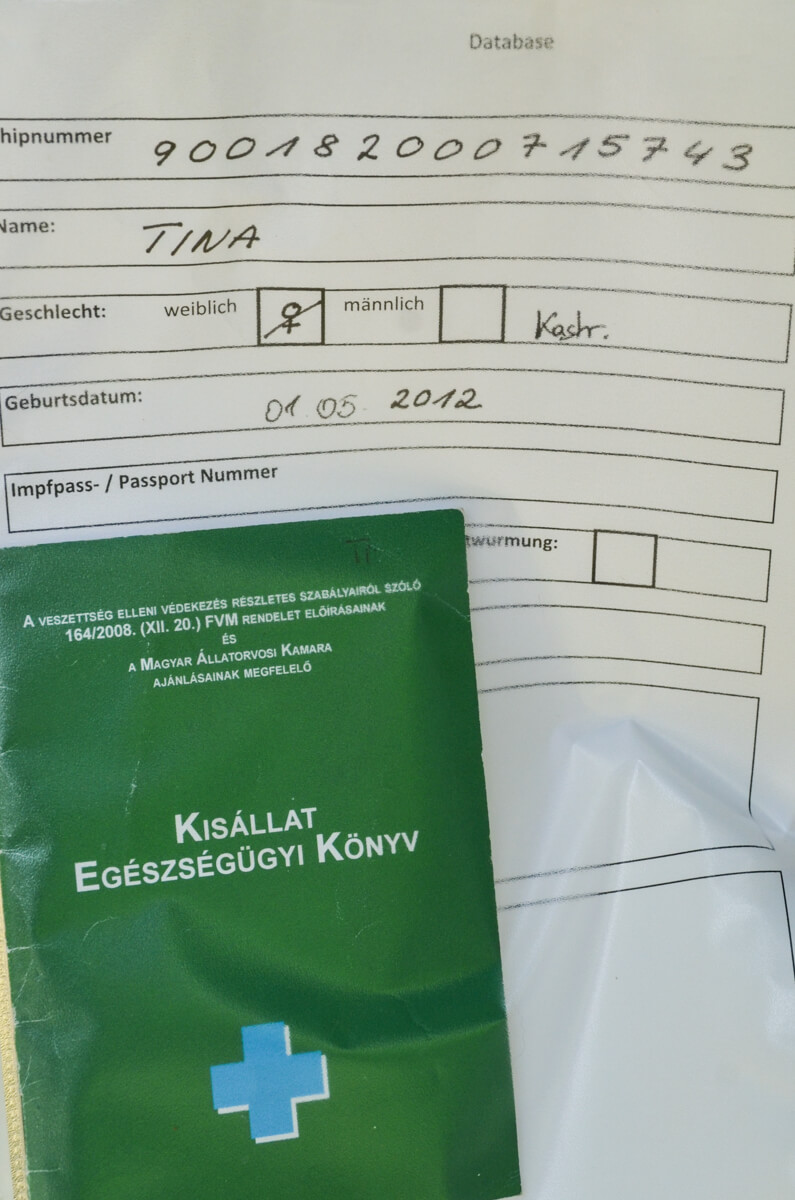 Database
hipnummer 900182000715743
Name: TINA
Geschlecht: weiblich ♀ männlich Kastr.
Geburtsdatum: 01.05.2012
Impfpass- / Passport Nummer
twurmung:
A VESZETTSÉG ELLENI VÉDEKEZÉS RÉSZLETES SZABÁLYAIRÓL SZÓLÓ
164/2008. (XII. 20.) FVM RENDELET ELŐÍRÁSAINAK
ÉS
A MAGYAR ÁLLATORVOSI KAMARA
AJÁNLÁSAINAK MEGFELELŐ
KISÁLLAT
EGÉSZSÉGÜGYI KÖNYV